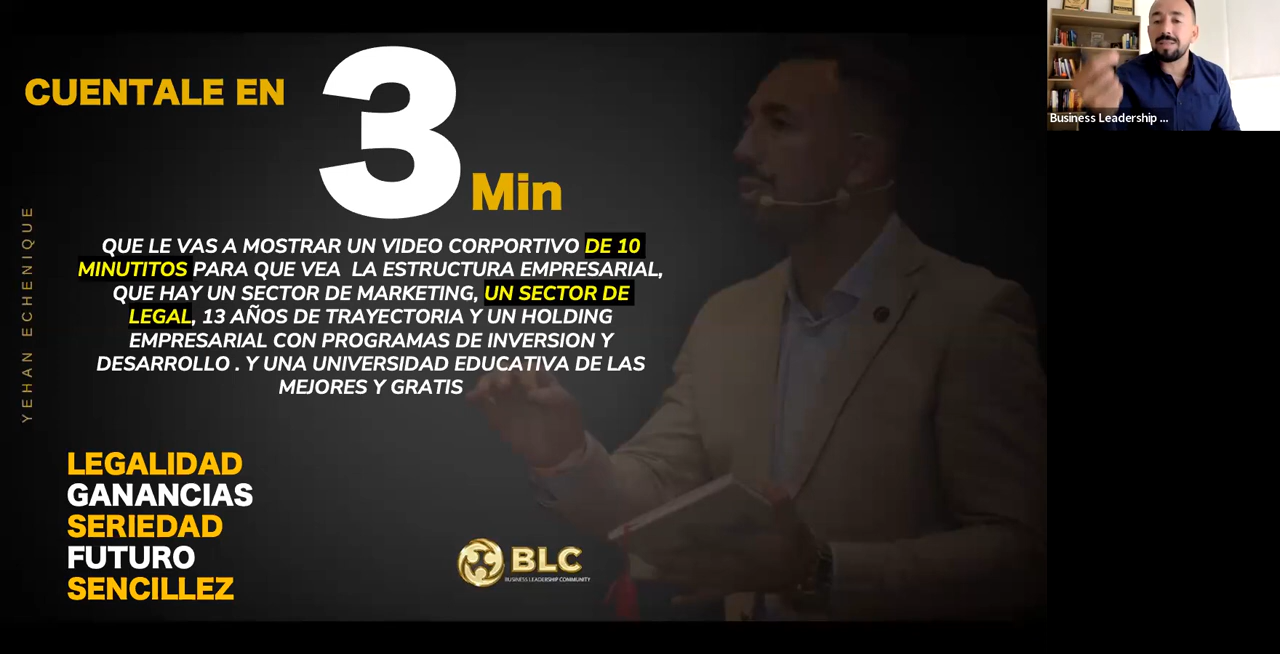 CUENTALE EN
3
Min
QUE LE VAS A MOSTRAR UN VIDEO CORPORTIVO DE 10
MINUTITOS PARA QUE VEA LA ESTRUCTURA EMPRESARIAL,
QUE HAY UN SECTOR DE MARKETING, UN SECTOR DE
LEGAL, 13 AÑOS DE TRAYECTORIA Y UN HOLDING
EMPRESARIAL CON PROGRAMAS DE INVERSION Y
DESARROLLO . Y UNA UNIVERSIDAD EDUCATIVA DE LAS
MEJORES Y GRATIS
YEHAN ECHENIQUE
LEGALIDAD
GANANCIAS
SERIEDAD
FUTURO
SENCILLEZ
BLC
BUSINESS LEADERSHIP COMMUNITY
Business Leadership ...